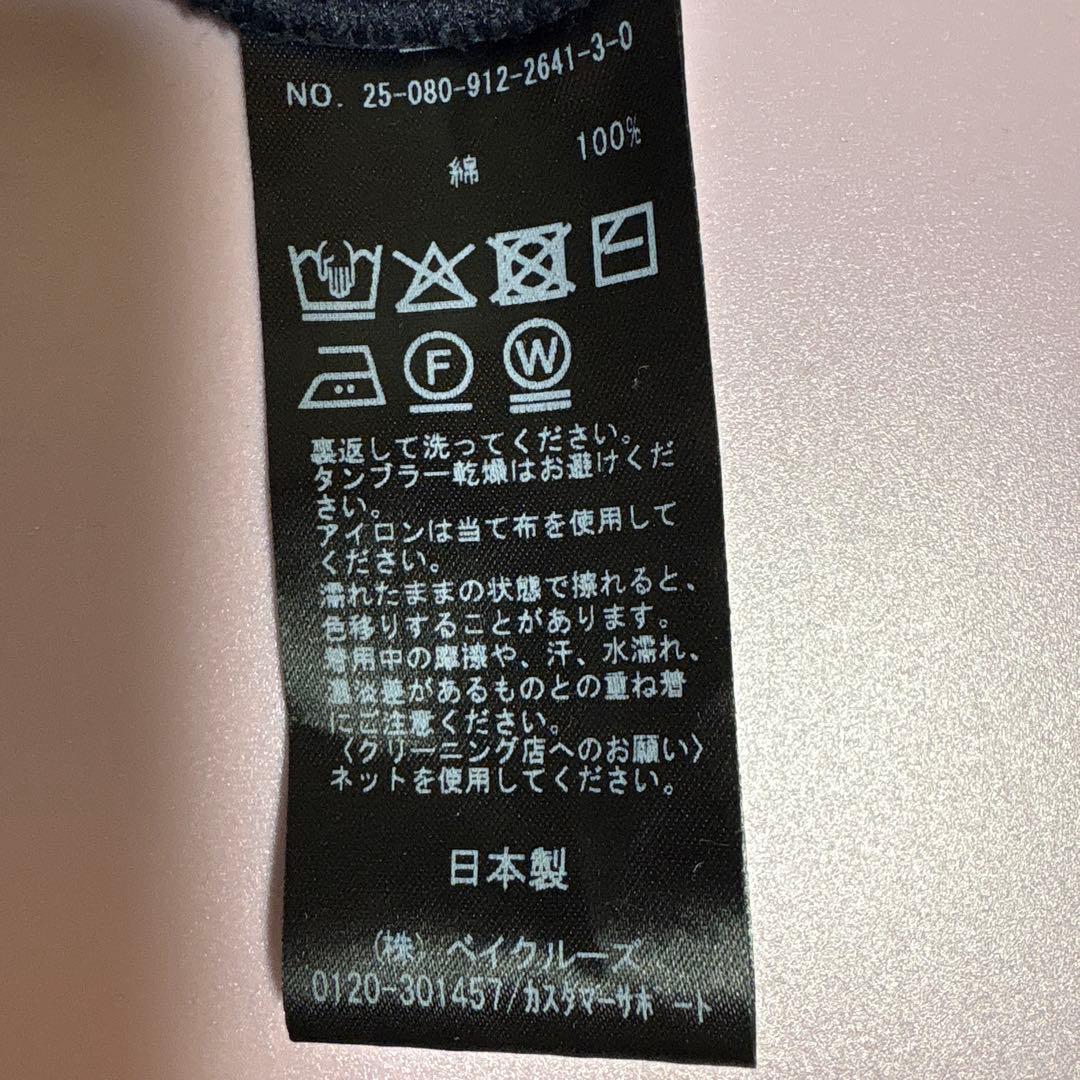 NO. 25-080-912-2641-3-0
綿 100%
F W
裏返して洗ってください。
タンブラー乾燥はお避けくだ
さい。
アイロンは当て布を使用して
ください。
濡れたままの状態で擦れると、
色移りすることがあります。
着用中の摩擦や、汗、水濡れ、
濃淡差があるものとの重ね着
にご注意ください。
〈クリーニング店へのお願い〉
ネットを使用してください。
日本製
(株) ベイクルーズ
0120-301457/カスタマーサポート